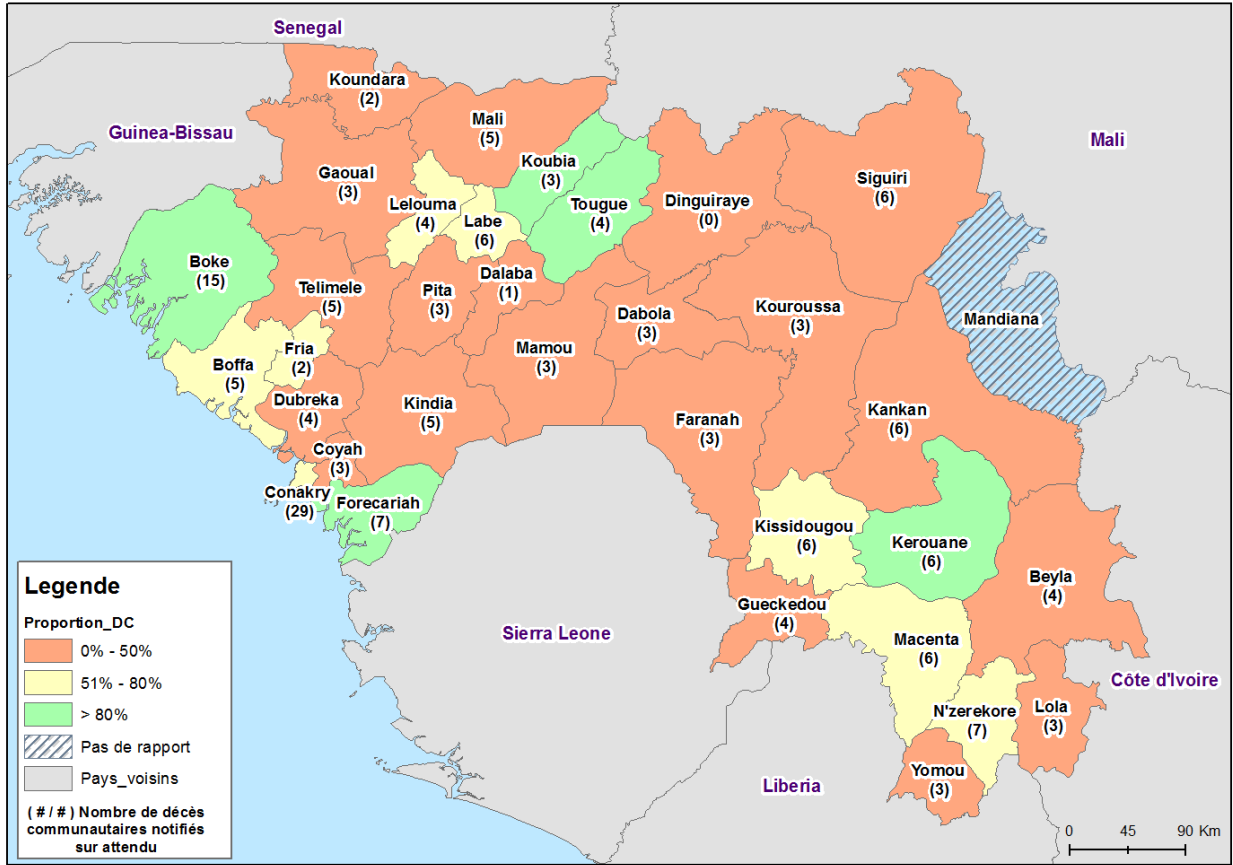 Senegal
Koundara
(2)
Guinea-Bissau
Mali
(5)
Mali
Koubia
(3)
Gaoual
(3)
Siguiri
(6)
Lelouma
(4)
Tougue
(4)
Dinguiraye
(0)
Labe
(6)
Boke
(15)
Dalaba
(1)
Telimele
(5)
Pita
(3)
Kouroussa
(3)
Dabola
(3)
Mandiana
Mamou
(3)
Fria
(2)
Boffa
(5)
Dubreka
(4)
Kindia
(5)
Kankan
(6)
Faranah
(3)
Coyah
(3)
Conakry
(29)
Forecariah
(7)
Kissidougou
(6)
Kerouane
(6)
Beyla
(4)
Gueckedou
(4)
Sierra Leone
Macenta
(6)
Côte d'Ivoire
N'zerekore
(7)
Lola
(3)
Yomou
(3)
Liberia
Legende
Proportion_DC
0% - 50%
51% - 80%
> 80%
Pas de rapport
Pays_voisins
( # / # ) Nombre de décès
communautaires notifiés
sur attendu
0 45 90 Km